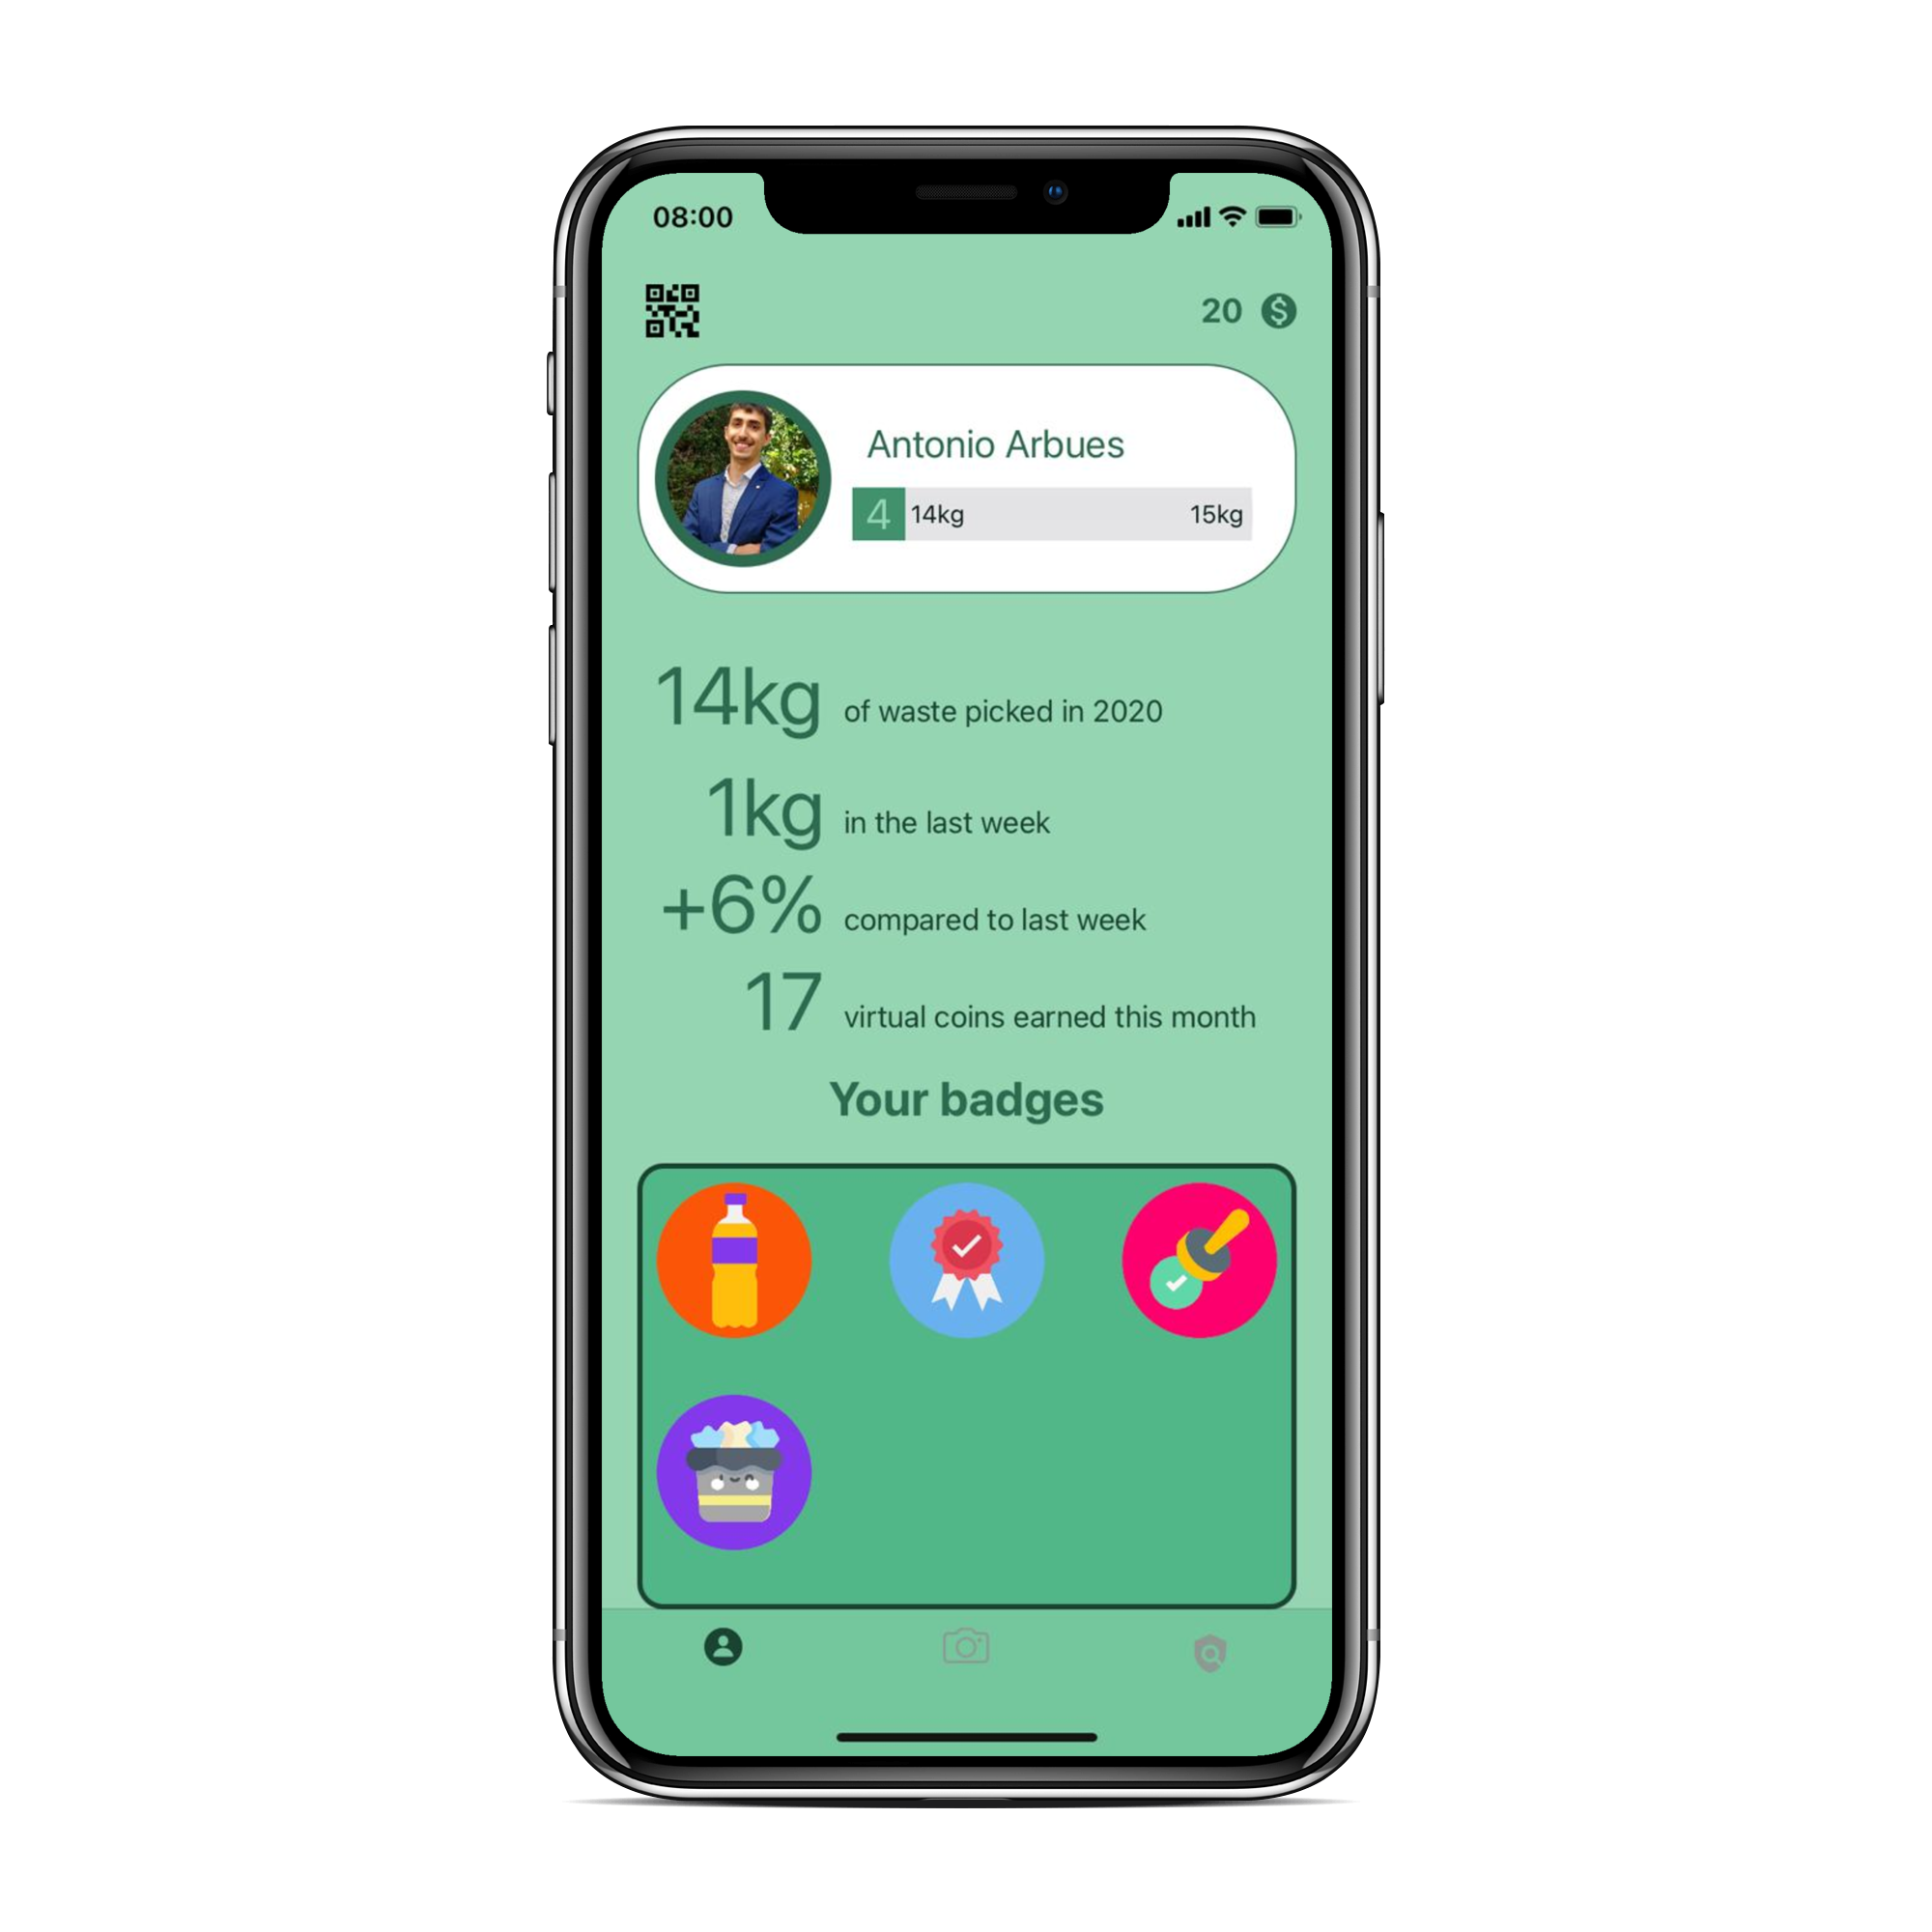 08:00
20
Antonio Arbues
4 14kg 15kg
14kg of waste picked in 2020
1kg in the last week
+6% compared to last week
17 virtual coins earned this month
Your badges